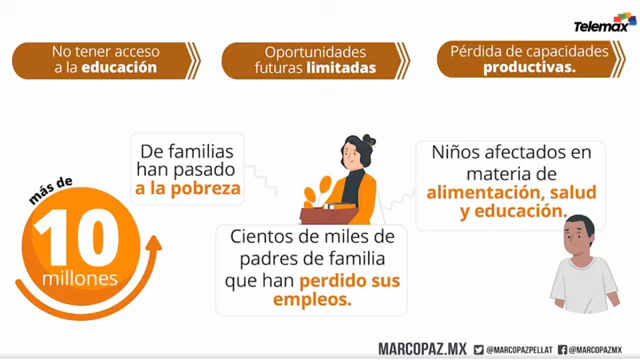 Telemax
No tener acceso
a la educación
Oportunidades
futuras limitadas
Pérdida de capacidades
productivas.
más de
10
millones
De familias
han pasado
a la pobreza
Cientos de miles de
padres de familia
que han perdido sus
empleos.
Niños afectados en
materia de
alimentación, salud
y educación.
MARCOPAZ.MX @MARCOPAZPELLAT @MARCOPAZMX